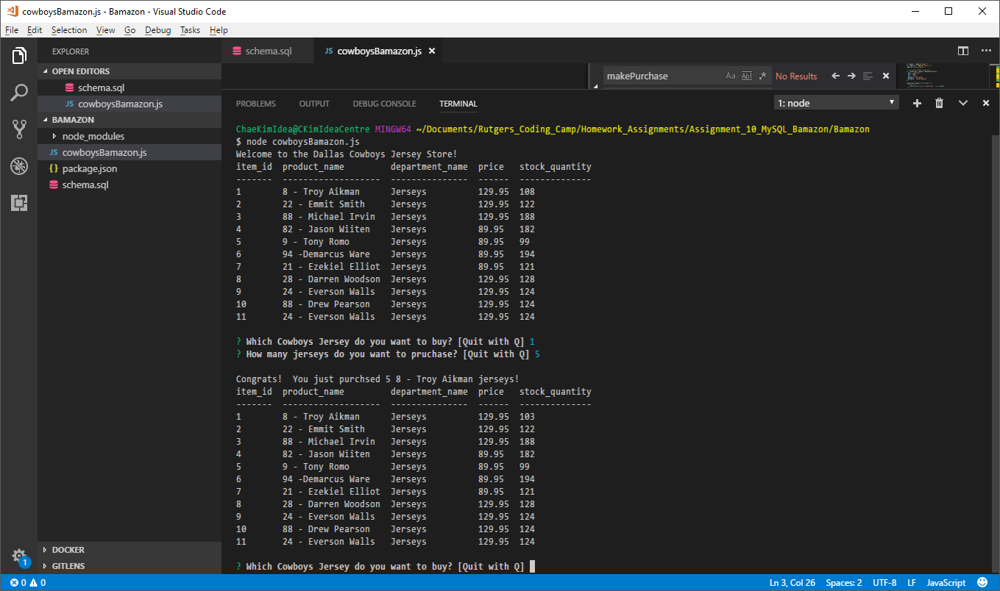 cowboysBamazon.js - Bamazon - Visual Studio Code
File Edit Selection View Go Debug Tasks Help
EXPLORER
OPEN EDITORS
schema.sql
JS cowboysBamazon.js
BAMAZON
node_modules
JS cowboysBamazon.js
{} package.json
schema.sql
DOCKER
GITLENS
1
schema.sql JS cowboysBamazon.js
makePurchase Aa Abl .* No Results
PROBLEMS OUTPUT DEBUG CONSOLE TERMINAL 1: node
ChaeKimIdea@CKimIdeaCentre MINGW64 ~/Documents/Rutgers_Coding_Camp/Homework_Assignments/Assignment_10_MySQL_Bamazon/Bamazon
$ node cowboysBamazon.js
Welcome to the Dallas Cowboys Jersey Store!
item_id  product_name         department_name  price   stock_quantity
-------  -------------------  ---------------  ------  --------------
1        8 - Troy Aikman      Jerseys          129.95  108
2        22 - Emmit Smith     Jerseys          129.95  122
3        88 - Michael Irvin   Jerseys          129.95  188
4        82 - Jason Wiiten    Jerseys          89.95   182
5        9 - Tony Romo        Jerseys          89.95   99
6        94 -Demarcus Ware    Jerseys          89.95   194
7        21 - Ezekiel Elliot  Jerseys          89.95   121
8        28 - Darren Woodson  Jerseys          129.95  128
9        24 - Everson Walls   Jerseys          129.95  124
10       88 - Drew Pearson    Jerseys          129.95  124
11       24 - Everson Walls   Jerseys          129.95  124
? Which Cowboys Jersey do you want to buy? [Quit with Q] 1
? How many jerseys do you want to pruchase? [Quit with Q] 5
Congrats!  You just purchsed 5 8 - Troy Aikman jerseys!
item_id  product_name         department_name  price   stock_quantity
-------  -------------------  ---------------  ------  --------------
1        8 - Troy Aikman      Jerseys          129.95  103
2        22 - Emmit Smith     Jerseys          129.95  122
3        88 - Michael Irvin   Jerseys          129.95  188
4        82 - Jason Wiiten    Jerseys          89.95   182
5        9 - Tony Romo        Jerseys          89.95   99
6        94 -Demarcus Ware    Jerseys          89.95   194
7        21 - Ezekiel Elliot  Jerseys          89.95   121
8        28 - Darren Woodson  Jerseys          129.95  128
9        24 - Everson Walls   Jerseys          129.95  124
10       88 - Drew Pearson    Jerseys          129.95  124
11       24 - Everson Walls   Jerseys          129.95  124
? Which Cowboys Jersey do you want to buy? [Quit with Q]
0 0 Ln 3, Col 26 Spaces: 2 UTF-8 LF JavaScript